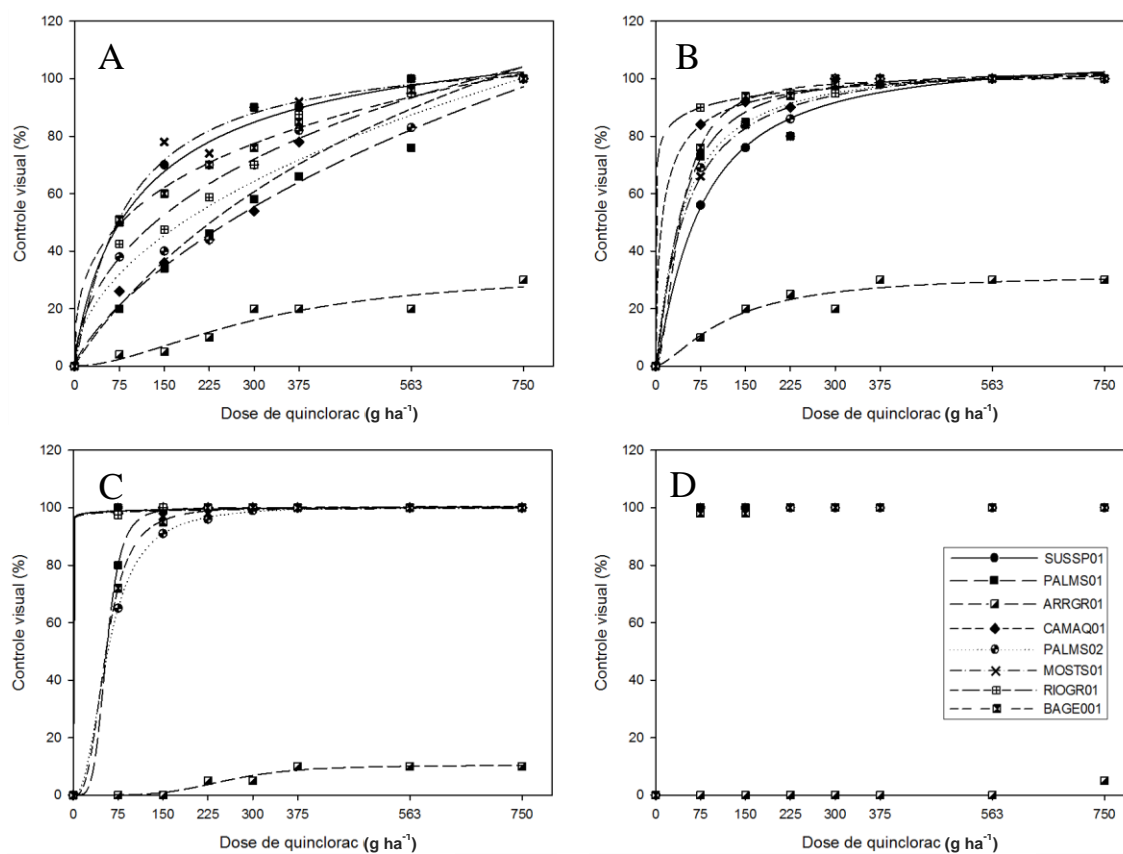 A
Controle visual (%)
120
100
80
60
40
20
0
0 75 150 225 300 375 563 750
Dose de quinclorac (g ha⁻¹)
B
Controle visual (%)
120
100
80
60
40
20
0
0 75 150 225 300 375 563 750
Dose de quinclorac (g ha⁻¹)
C
Controle visual (%)
120
100
80
60
40
20
0
0 75 150 225 300 375 563 750
Dose de quinclorac (g ha⁻¹)
D
Controle visual (%)
120
100
80
60
40
20
0
0 75 150 225 300 375 563 750
Dose de quinclorac (g ha⁻¹)
SUSSP01
PALMS01
ARRGR01
CAMAQ01
PALMS02
MOSTS01
RIOGR01
BAGE001